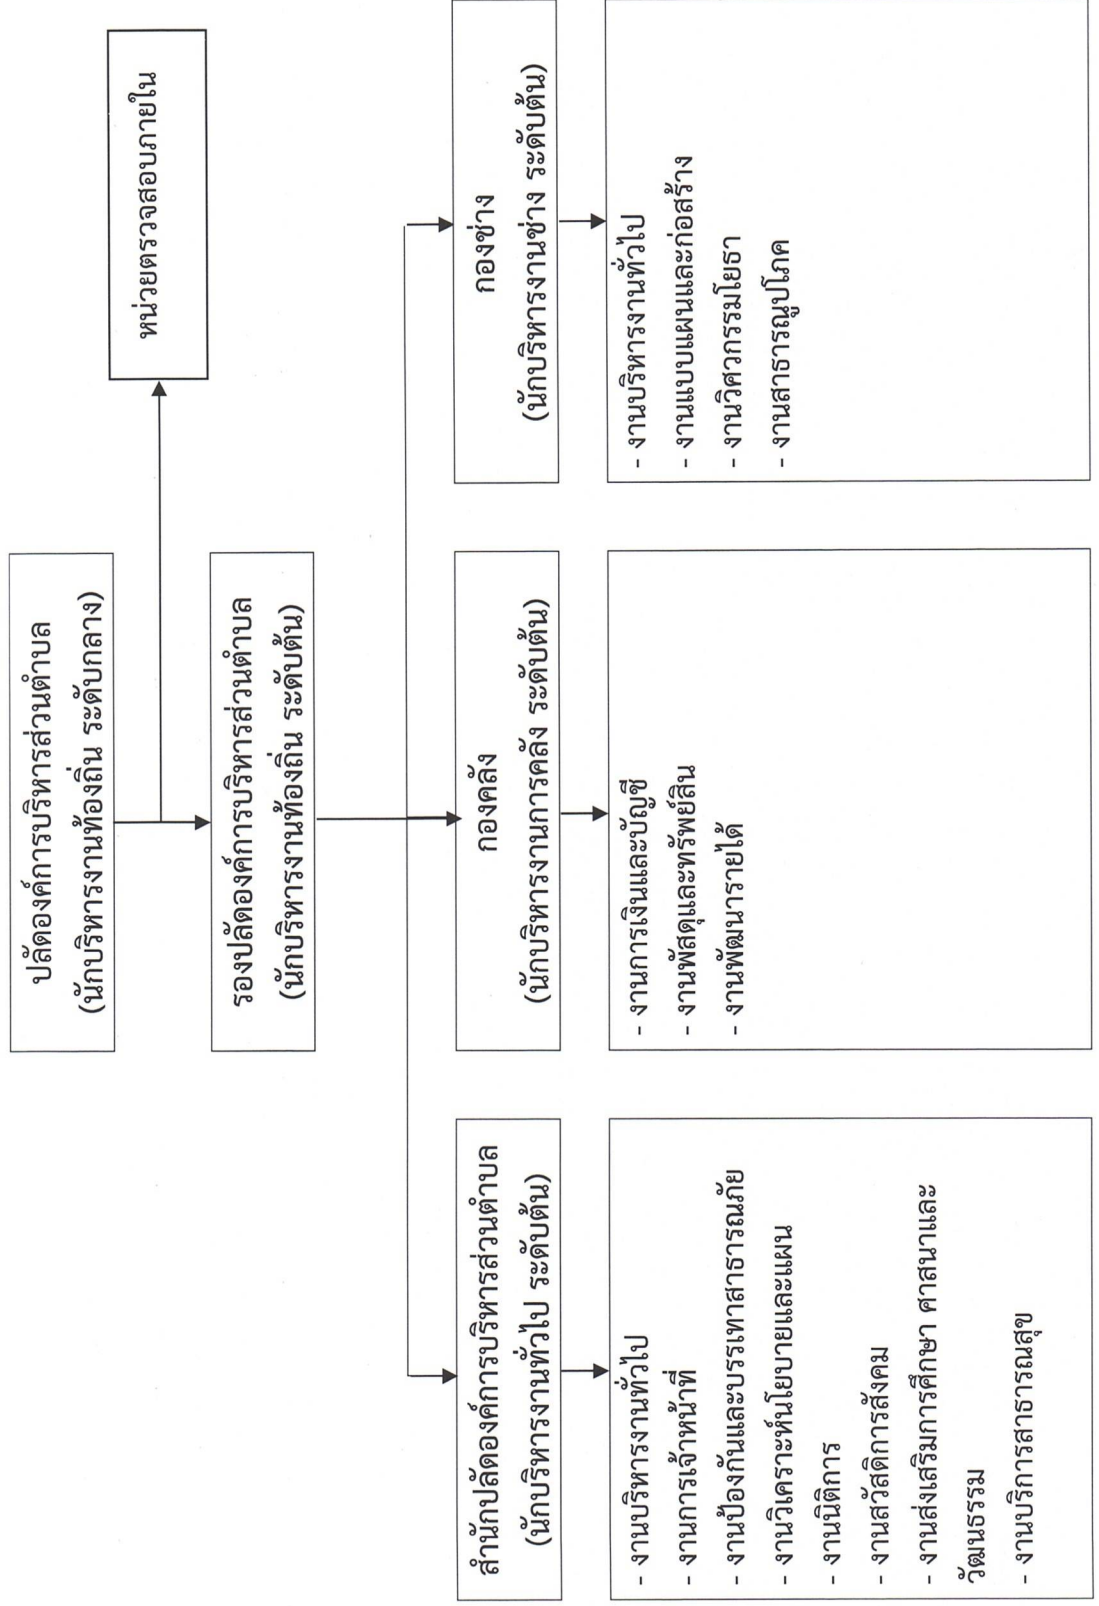 ปลัดองค์การบริหารส่วนตำบล
(นักบริหารงานท้องถิ่น ระดับกลาง)
หน่วยตรวจสอบภายใน
รองปลัดองค์การบริหารส่วนตำบล
(นักบริหารงานท้องถิ่น ระดับต้น)
สำนักปลัดองค์การบริหารส่วนตำบล
(นักบริหารงานทั่วไป ระดับต้น)
- งานบริหารงานทั่วไป
- งานการเจ้าหน้าที่
- งานป้องกันและบรรเทาสาธารณภัย
- งานวิเคราะห์นโยบายและแผน
- งานนิติการ
- งานสวัสดิการสังคม
- งานส่งเสริมการศึกษา ศาสนาและ
วัฒนธรรม
- งานบริการสาธารณสุข
กองคลัง
(นักบริหารงานการคลัง ระดับต้น)
- งานการเงินและบัญชี
- งานพัสดุและทรัพย์สิน
- งานพัฒนารายได้
กองช่าง
(นักบริหารงานช่าง ระดับต้น)
- งานบริหารงานทั่วไป
- งานแบบแผนและก่อสร้าง
- งานวิศวกรรมโยธา
- งานสาธารณูปโภค